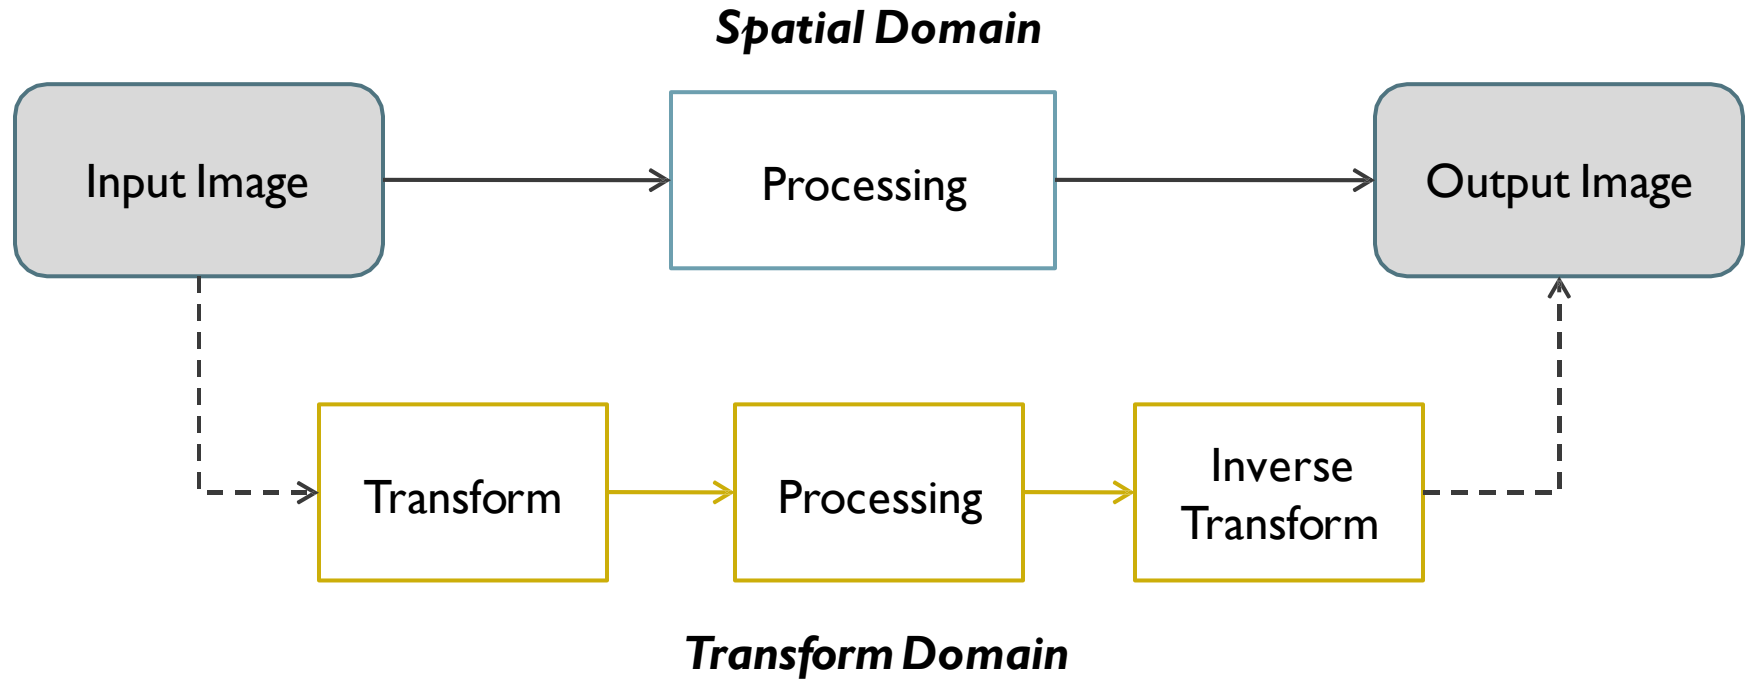 Spatial Domain
Input Image
Processing
Output Image
Transform
Processing
Inverse
Transform
Transform Domain